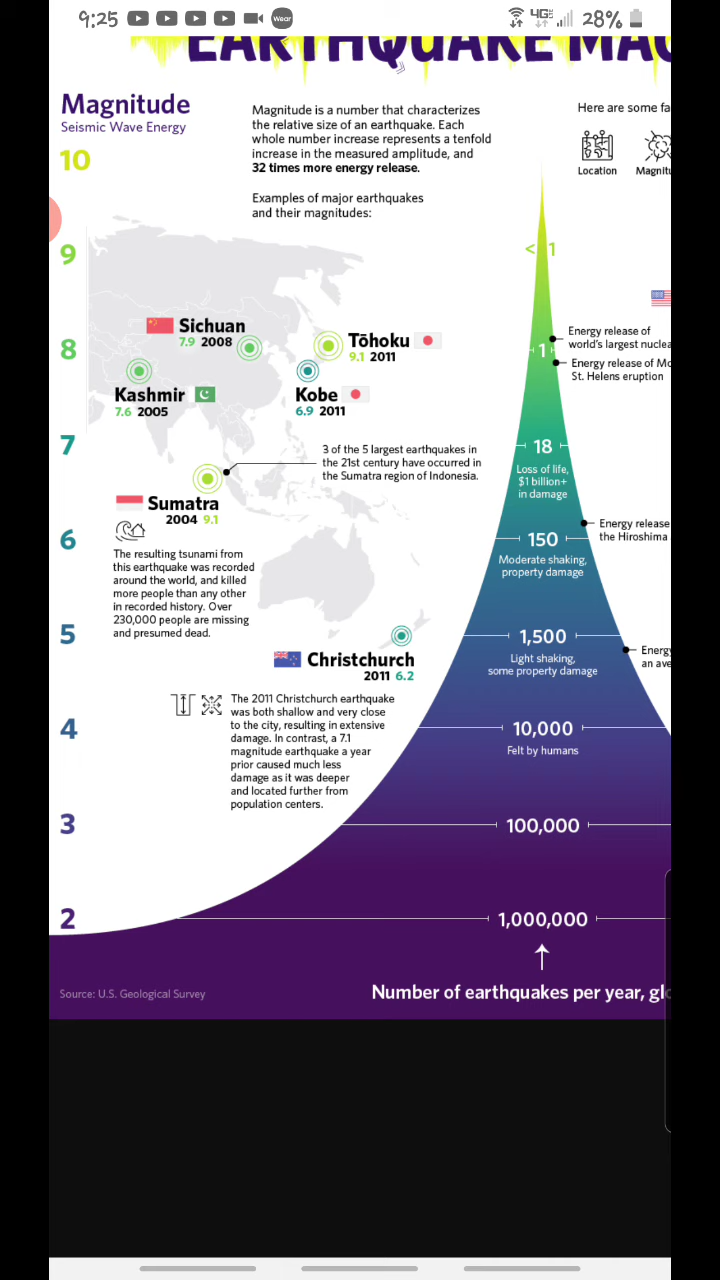 9:25
Wear
4GE
28%
EARTHQUAKE MAG
Magnitude
Seismic Wave Energy
10
9
8
7
6
5
4
3
2
Magnitude is a number that characterizes
the relative size of an earthquake. Each
whole number increase represents a tenfold
increase in the measured amplitude, and
32 times more energy release.
Examples of major earthquakes
and their magnitudes:
Here are some fa
Location
Magnitu
Sichuan
7.9 2008
Tōhoku
9.1 2011
Kashmir
7.6 2005
Kobe
6.9 2011
3 of the 5 largest earthquakes in
the 21st century have occurred in
the Sumatra region of Indonesia.
Sumatra
2004 9.1
The resulting tsunami from
this earthquake was recorded
around the world, and killed
more people than any other
in recorded history. Over
230,000 people are missing
and presumed dead.
Christchurch
2011 6.2
The 2011 Christchurch earthquake
was both shallow and very close
to the city, resulting in extensive
damage. In contrast, a 7.1
magnitude earthquake a year
prior caused much less
damage as it was deeper
and located further from
population centers.
< 1
Energy release of
world's largest nuclea
1
Energy release of Mo
St. Helens eruption
18
Loss of life,
$1 billion+
in damage
Energy release
the Hiroshima
150
Moderate shaking,
property damage
1,500
Light shaking,
some property damage
Energy
an ave
10,000
Felt by humans
100,000
1,000,000
Number of earthquakes per year, glo
Source: U.S. Geological Survey